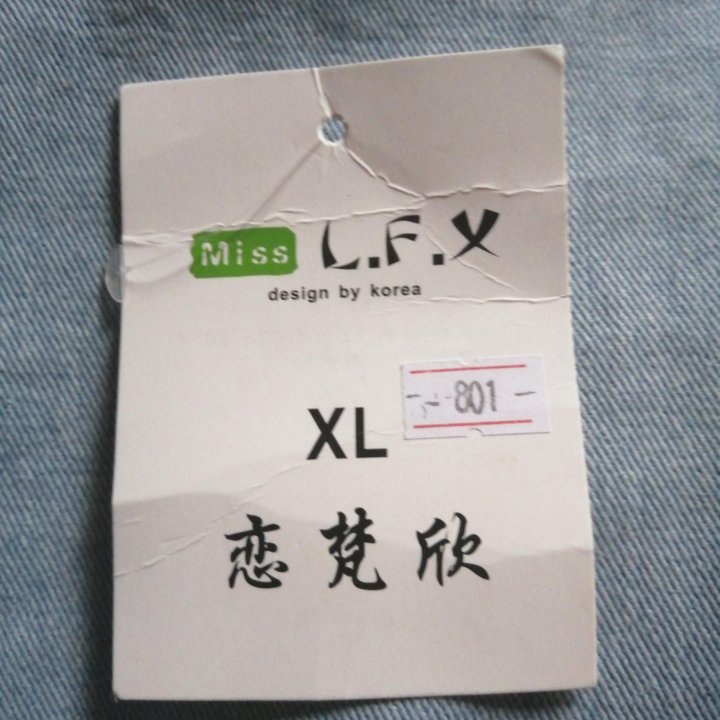 Miss L.F.X
design by korea
801
XL
恋梵欣